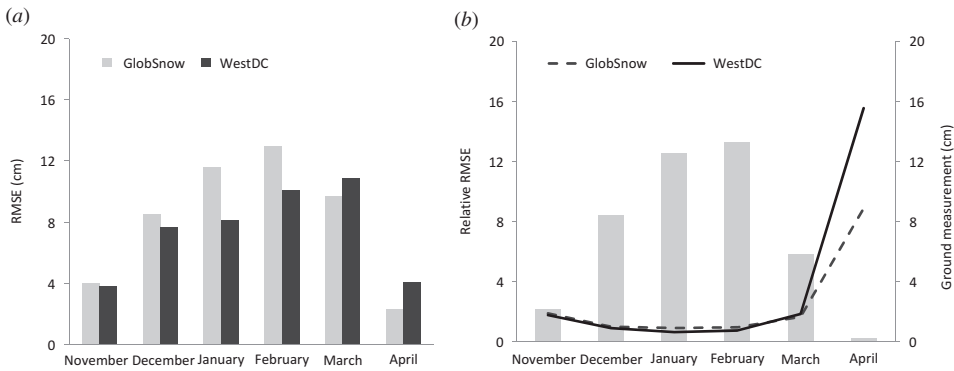 (a)
20
16
12
8
4
0
RMSE (cm)
GlobSnow WestDC
November December January February March April
(b)
20
16
12
8
4
0
Relative RMSE
GlobSnow WestDC
20
16
12
8
4
0
Ground measurement (cm)
November December January February March April